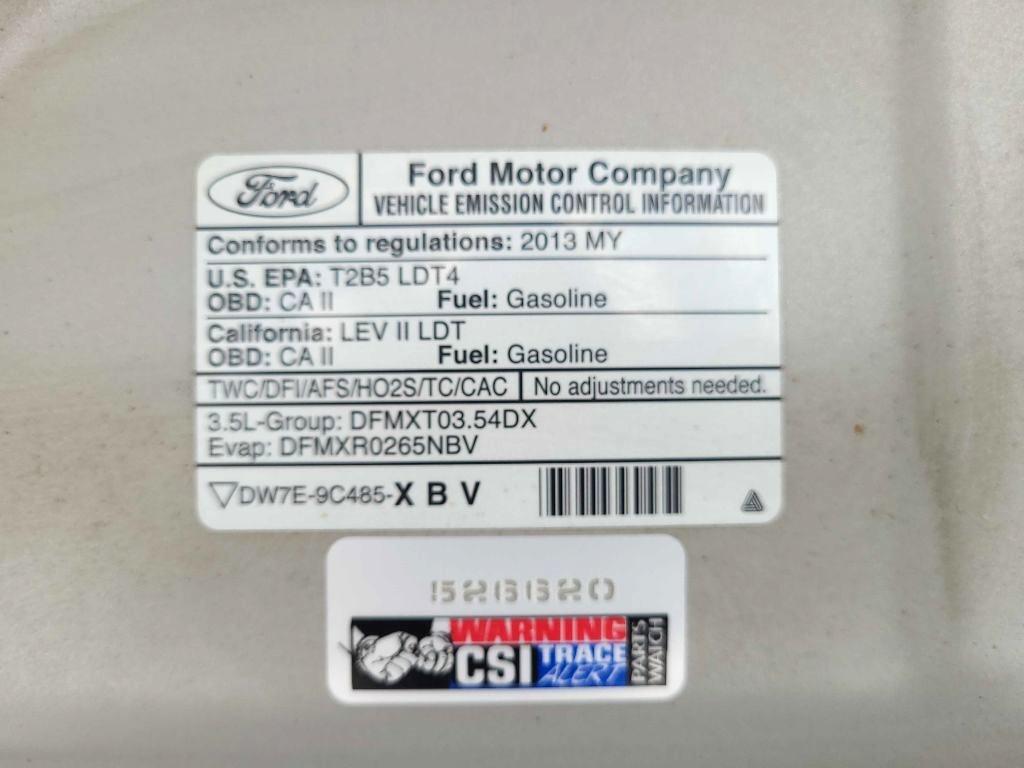 Ford
Ford Motor Company
VEHICLE EMISSION CONTROL INFORMATION
Conforms to regulations: 2013 MY
U.S. EPA: T2B5 LDT4
OBD: CA II Fuel: Gasoline
California: LEV II LDT
OBD: CA II Fuel: Gasoline
TWC/DFI/AFS/HO2S/TC/CAC No adjustments needed.
3.5L-Group: DFMXT03.54DX
Evap: DFMXR0265NBV
DW7E-9C485-X B V
526620
WARNING
CSI TRACE
ALERT
PARTS
WATCH